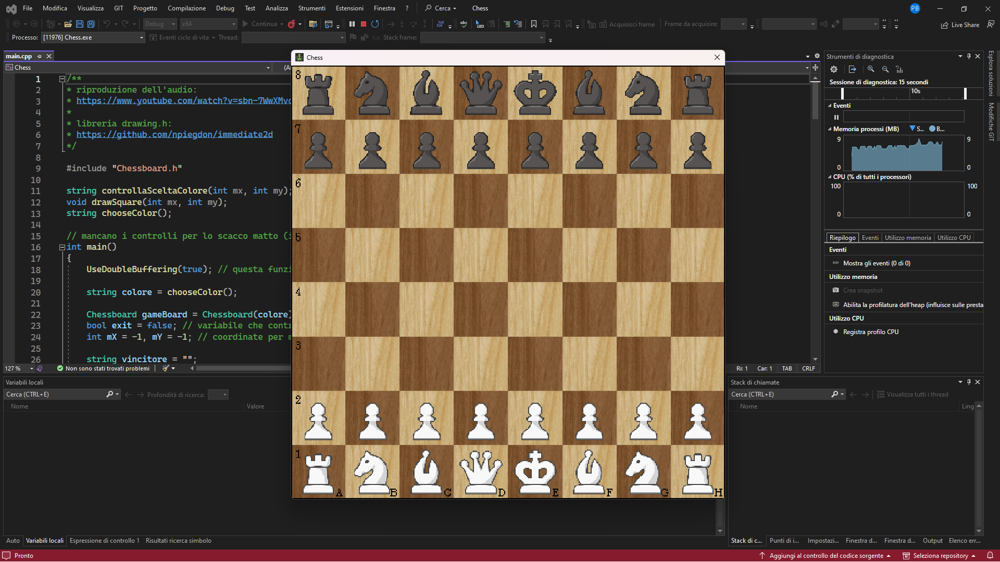 File Modifica Visualizza GIT Progetto Compilazione Debug Test Analizza Strumenti Estensioni Finestra ? Cerca Chess PB
Debug x64 Continua Acquisisci frame Frame da acquisire: Live Share
Processo: [11976] Chess.exe Eventi ciclo di vita Thread: Stack frame:
main.cpp
Chess
1 /**
2 * riproduzione dell'audio:
3 * https://www.youtube.com/watch?v=sbn-7WwXMvc
4 *
5 * libreria drawing.h:
6 * https://github.com/npiegdon/immediate2d
7 */
8
9 #include "Chessboard.h"
10
11 string controllaSceltaColore(int mx, int my);
12 void drawSquare(int mx, int my);
13 string chooseColor();
14
15 // mancano i controlli per lo scacco matto (i
16 int main()
17 {
18 UseDoubleBuffering(true); // questa funzi
19
20 string colore = chooseColor();
21
22 Chessboard gameBoard = Chessboard(colore)
23 bool exit = false; // variabile che contr
24 int mX = -1, mY = -1; // coordinate per m
25
26 string vincitore = "";
127 % Non sono stati trovati problemi
Ri: 1 Car: 1 TAB CRLF
Chess
8
7
6
5
4
3
2
1
A B C D E F G H
Strumenti di diagnostica
Sessione di diagnostica: 15 secondi
10s
Eventi
Memoria processi (MB) S... B...
9 9
0 0
CPU (% di tutti i processori)
100 100
0 0
Riepilogo Eventi Utilizzo memoria Utilizzo CPU
Eventi
Mostra gli eventi (0 di 0)
Utilizzo memoria
Crea snapshot
Abilita la profilatura dell'heap (influisce sulle presta
Utilizzo CPU
Registra profilo CPU
Esplora soluzioni
Modifiche GIT
Variabili locali
Cerca (CTRL+E) Profondità di ricerca:
Nome Valore
Auto Variabili locali Espressione di controllo 1 Risultati ricerca simbolo
Stack di chiamate
Cerca (CTRL+E) Visualizza tutti i thread
Nome Ling
Stack di c... Punti di i... Impostazi... Finestra d... Finestra d... Output Elenco err...
Pronto
Aggiungi al controllo del codice sorgente Seleziona repository